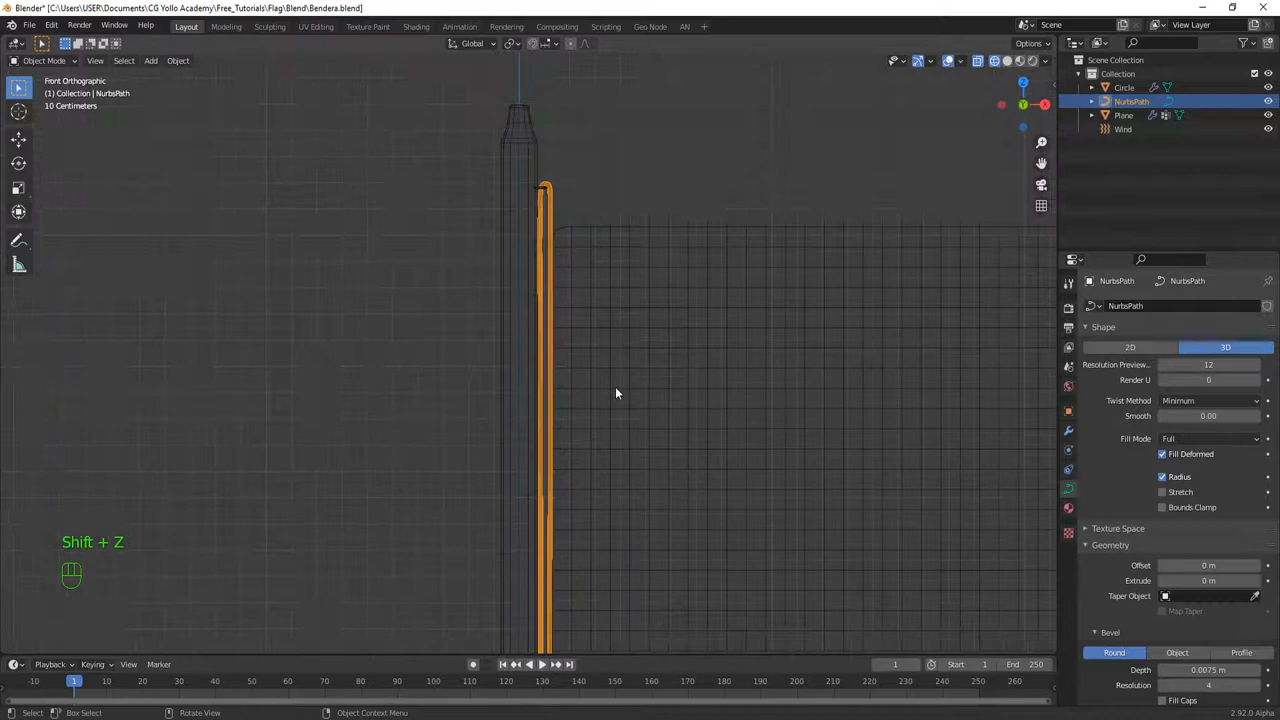 Blender* [C:\Users\USER\Documents\CG Yollo Academy\Free_Tutorials\Flag\Blend\Bendera.blend]
File Edit Render Window Help Layout Modeling Sculpting UV Editing Texture Paint Shading Animation Rendering Compositing Scripting Geo Node AN Scene View Layer
Global Options
Object Mode View Select Add Object
Front Orthographic
(1) Collection | NurbsPath
10 Centimeters
Z
Y
X
Scene Collection
Collection
Circle
NurbsPath
Plane
Wind
NurbsPath NurbsPath
NurbsPath
Shape
2D 3D
Resolution Preview... 12
Render U 0
Twist Method Minimum
Smooth 0.00
Fill Mode Full
Fill Deformed
Radius
Stretch
Bounds Clamp
Texture Space
Geometry
Offset 0 m
Extrude 0 m
Taper Object
Map Taper
Bevel
Round Object Profile
Depth 0.0075 m
Resolution 4
Fill Caps
Shift + Z
Playback Keying View Marker 1 Start 1 End 250
-10 1 10 20 30 40 50 60 70 80 90 100 110 120 130 140 150 160 170 180 190 200 210 220 230 240 250 260
Select Box Select Rotate View Object Context Menu 2.92.0 Alpha